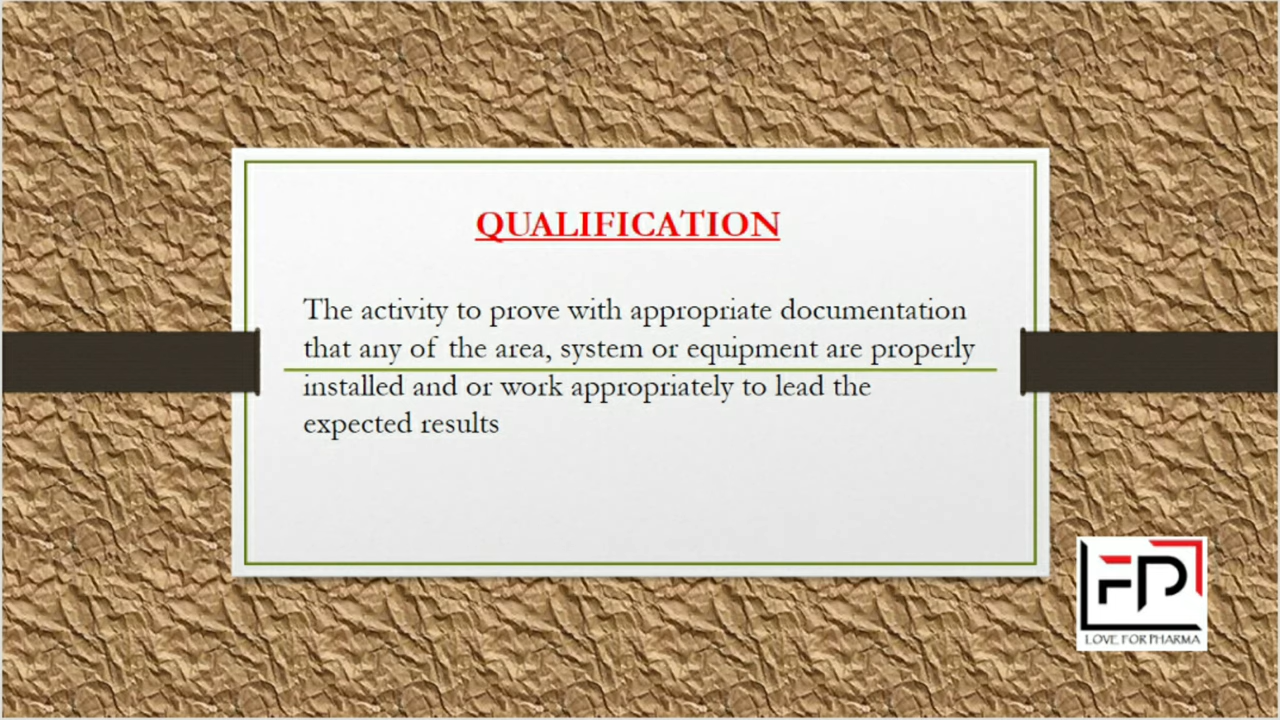 QUALIFICATION
The activity to prove with appropriate documentation
that any of the area, system or equipment are properly
installed and or work appropriately to lead the
expected results
FP
LOVE FOR PHARMA